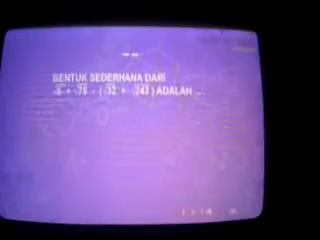 BENTUK SEDERHANA DARI
√8 + √75 - (√32 + √243) ADALAH ...